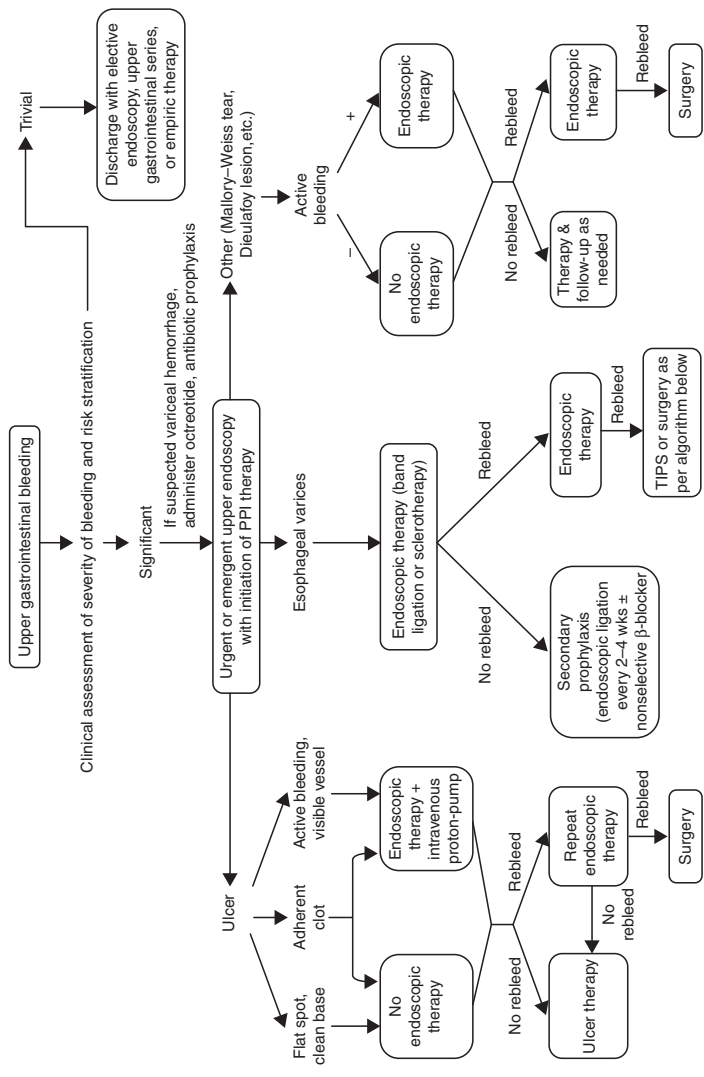 Upper gastrointestinal bleeding
Clinical assessment of severity of bleeding and risk stratification
Trivial
Discharge with elective
endoscopy, upper
gastrointestinal series,
or empiric therapy
Significant
If suspected variceal hemorrhage,
administer octreotide, antibiotic prophylaxis
Urgent or emergent upper endoscopy
with initiation of PPI therapy
Ulcer
Flat spot,
clean base
Adherent
clot
Active bleeding,
visible vessel
No
endoscopic
therapy
Endoscopic
therapy +
intravenous
proton-pump
No rebleed
Rebleed
Ulcer therapy
No
rebleed
Repeat
endoscopic
therapy
Rebleed
Surgery
Esophageal varices
Endoscopic therapy (band
ligation or sclerotherapy)
No rebleed
Rebleed
Secondary
prophylaxis
(endoscopic ligation
every 2–4 wks ±
nonselective β-blocker
Endoscopic
therapy
Rebleed
TIPS or surgery as
per algorithm below
Other (Mallory–Weiss tear,
Dieulafoy lesion,etc.)
Active
bleeding
–
+
No
endoscopic
therapy
Endoscopic
therapy
No rebleed
Rebleed
Therapy &
follow-up as
needed
Endoscopic
therapy
Rebleed
Surgery